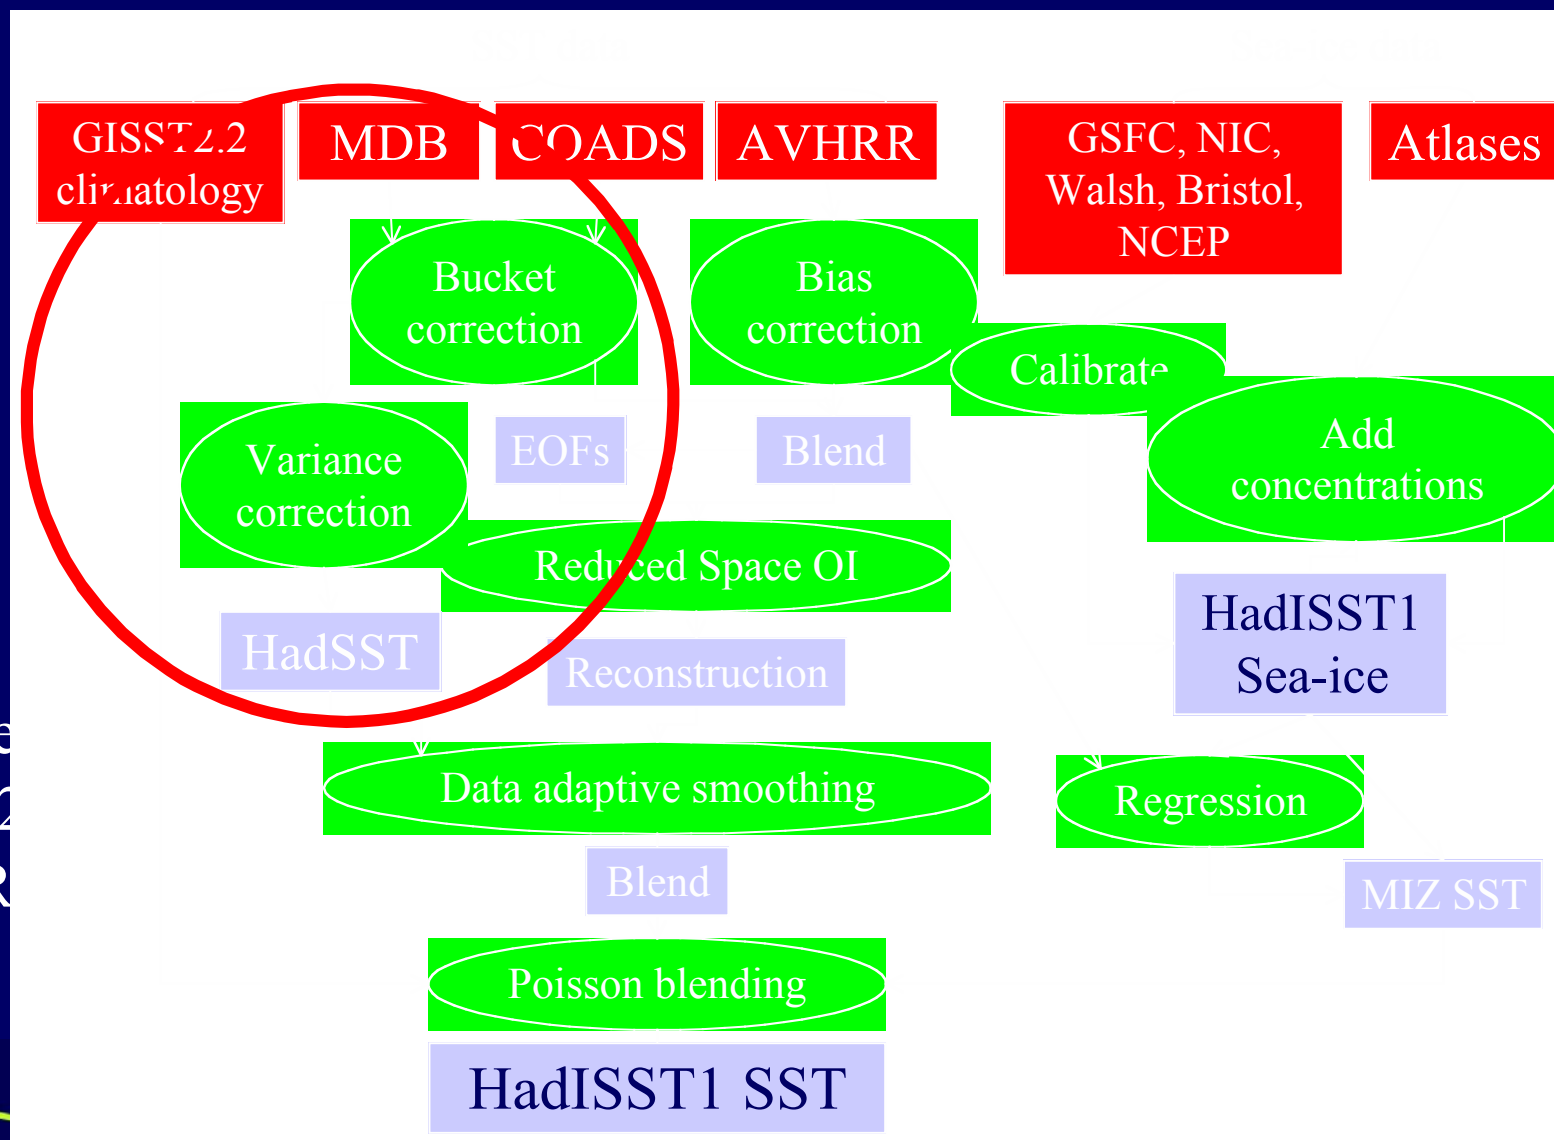 GISST2.2
climatology
MDB
COADS
AVHRR
GSFC, NIC,
Walsh, Bristol,
NCEP
Atlases
Bucket
correction
Bias
correction
Calibrate
Add
concentrations
Variance
correction
EOFs
Blend
Reduced Space OI
HadSST
Reconstruction
HadISST1
Sea-ice
Data adaptive smoothing
Regression
Blend
MIZ SST
Poisson blending
HadISST1 SST